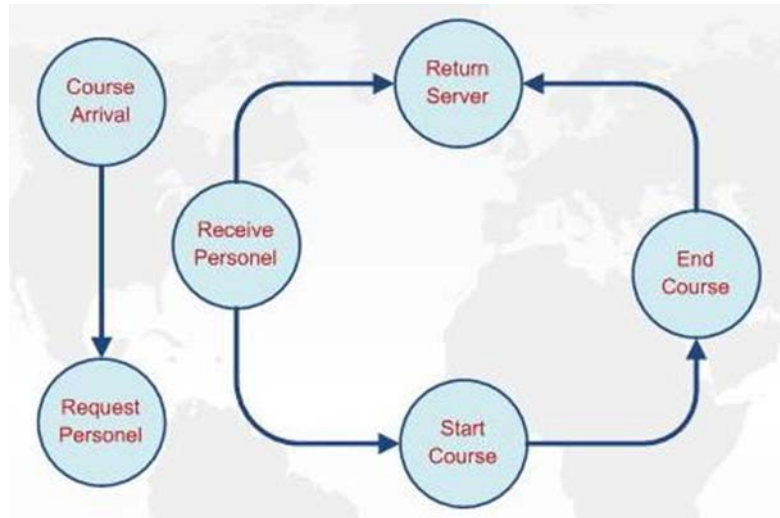 Course
Arrival
Return
Server
Receive
Personel
End
Course
Request
Personel
Start
Course